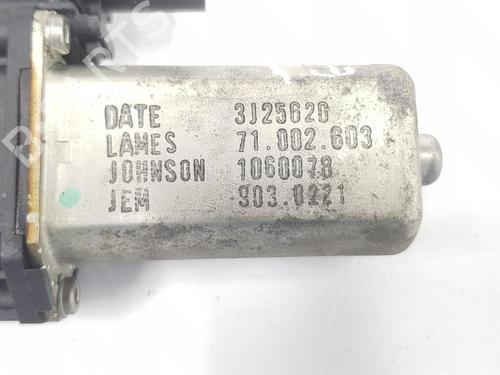 DATE 3J25626
LAMES 71.002.603
JOHNSON 1060078
JEM 903.0221